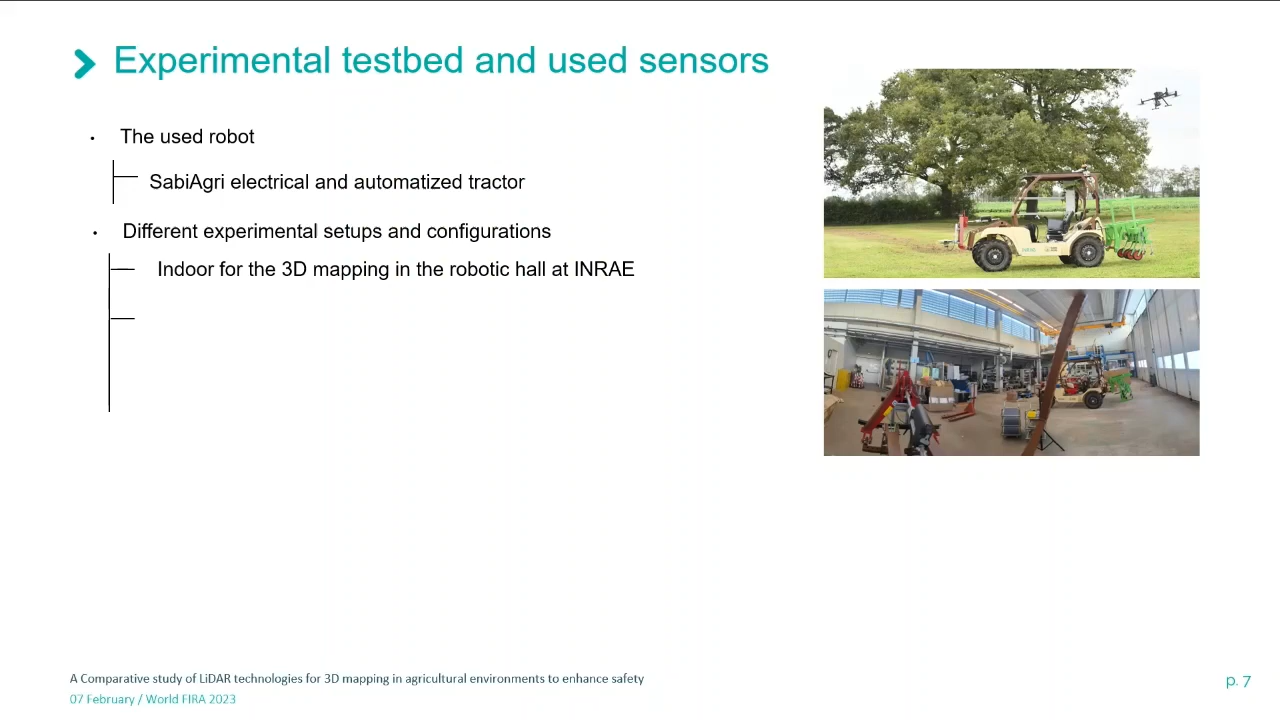 Experimental testbed and used sensors
• The used robot
SabiAgri electrical and automatized tractor
• Different experimental setups and configurations
Indoor for the 3D mapping in the robotic hall at INRAE
A Comparative study of LiDAR technologies for 3D mapping in agricultural environments to enhance safety
07 February / World FIRA 2023
p. 7